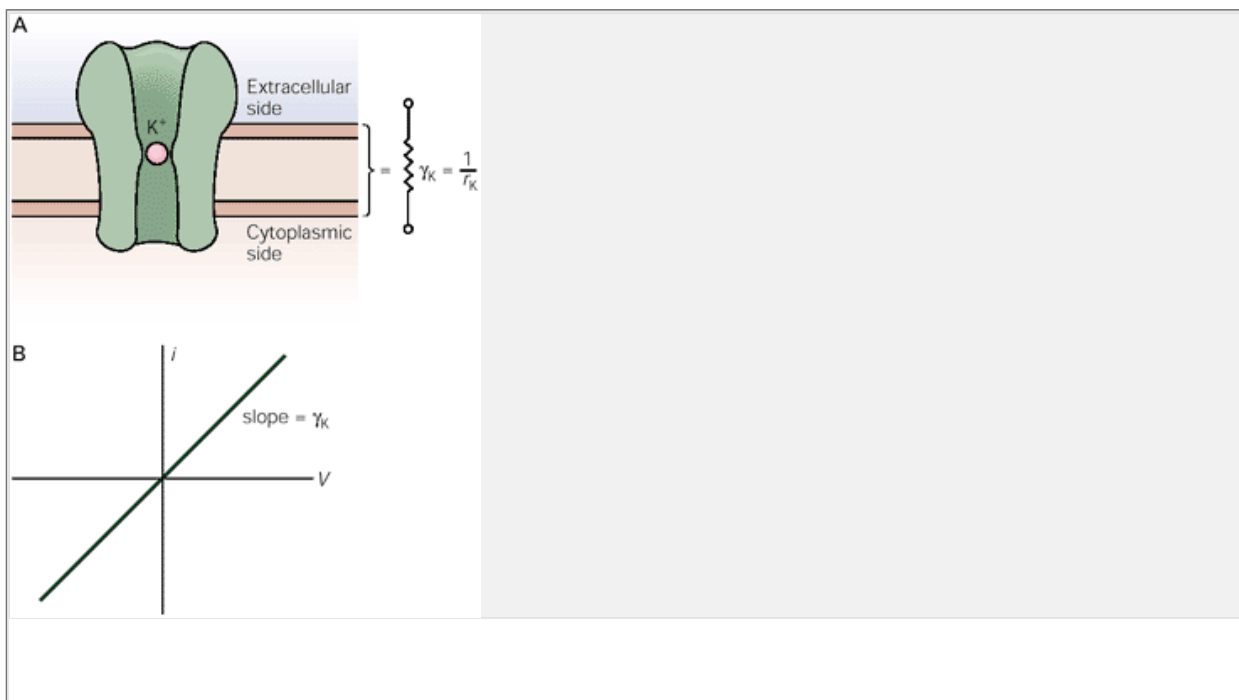 A
Extracellular
side
K⁺
= γK = 1/rK
Cytoplasmic
side
B
i
slope = γK
V